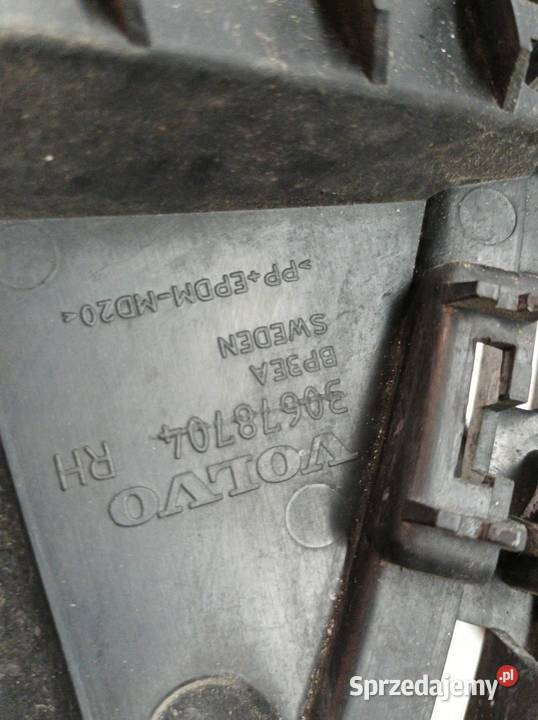 VOLVO
30678704 RH
BP3EA
SWEDEN
>PP+EPDM-MD20<
Sprzedajemy.pl